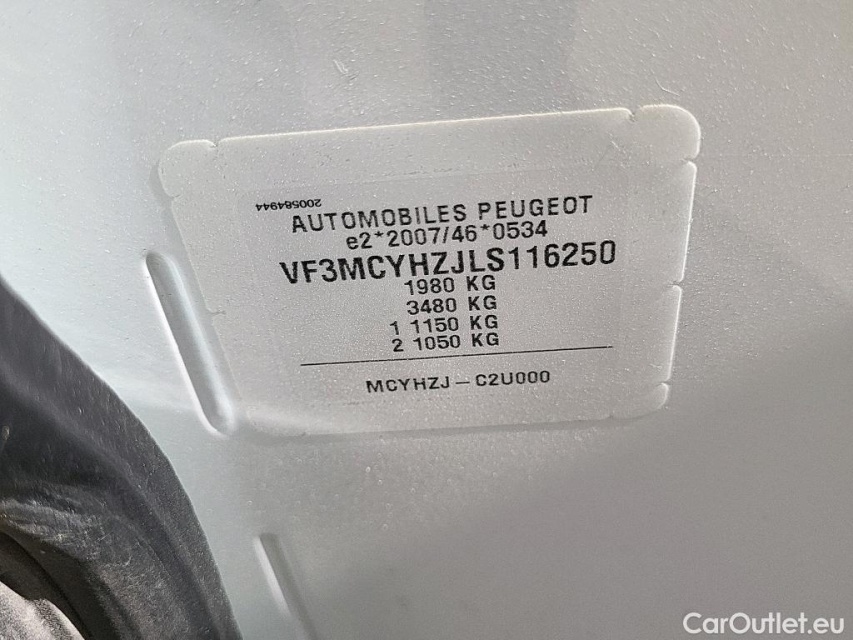 200584944
AUTOMOBILES PEUGEOT
e2*2007/46*0534
VF3MCYHZJLS116250
1980 KG
3480 KG
1 1150 KG
2 1050 KG
MCYHZJ - C2U000
CarOutlet.eu